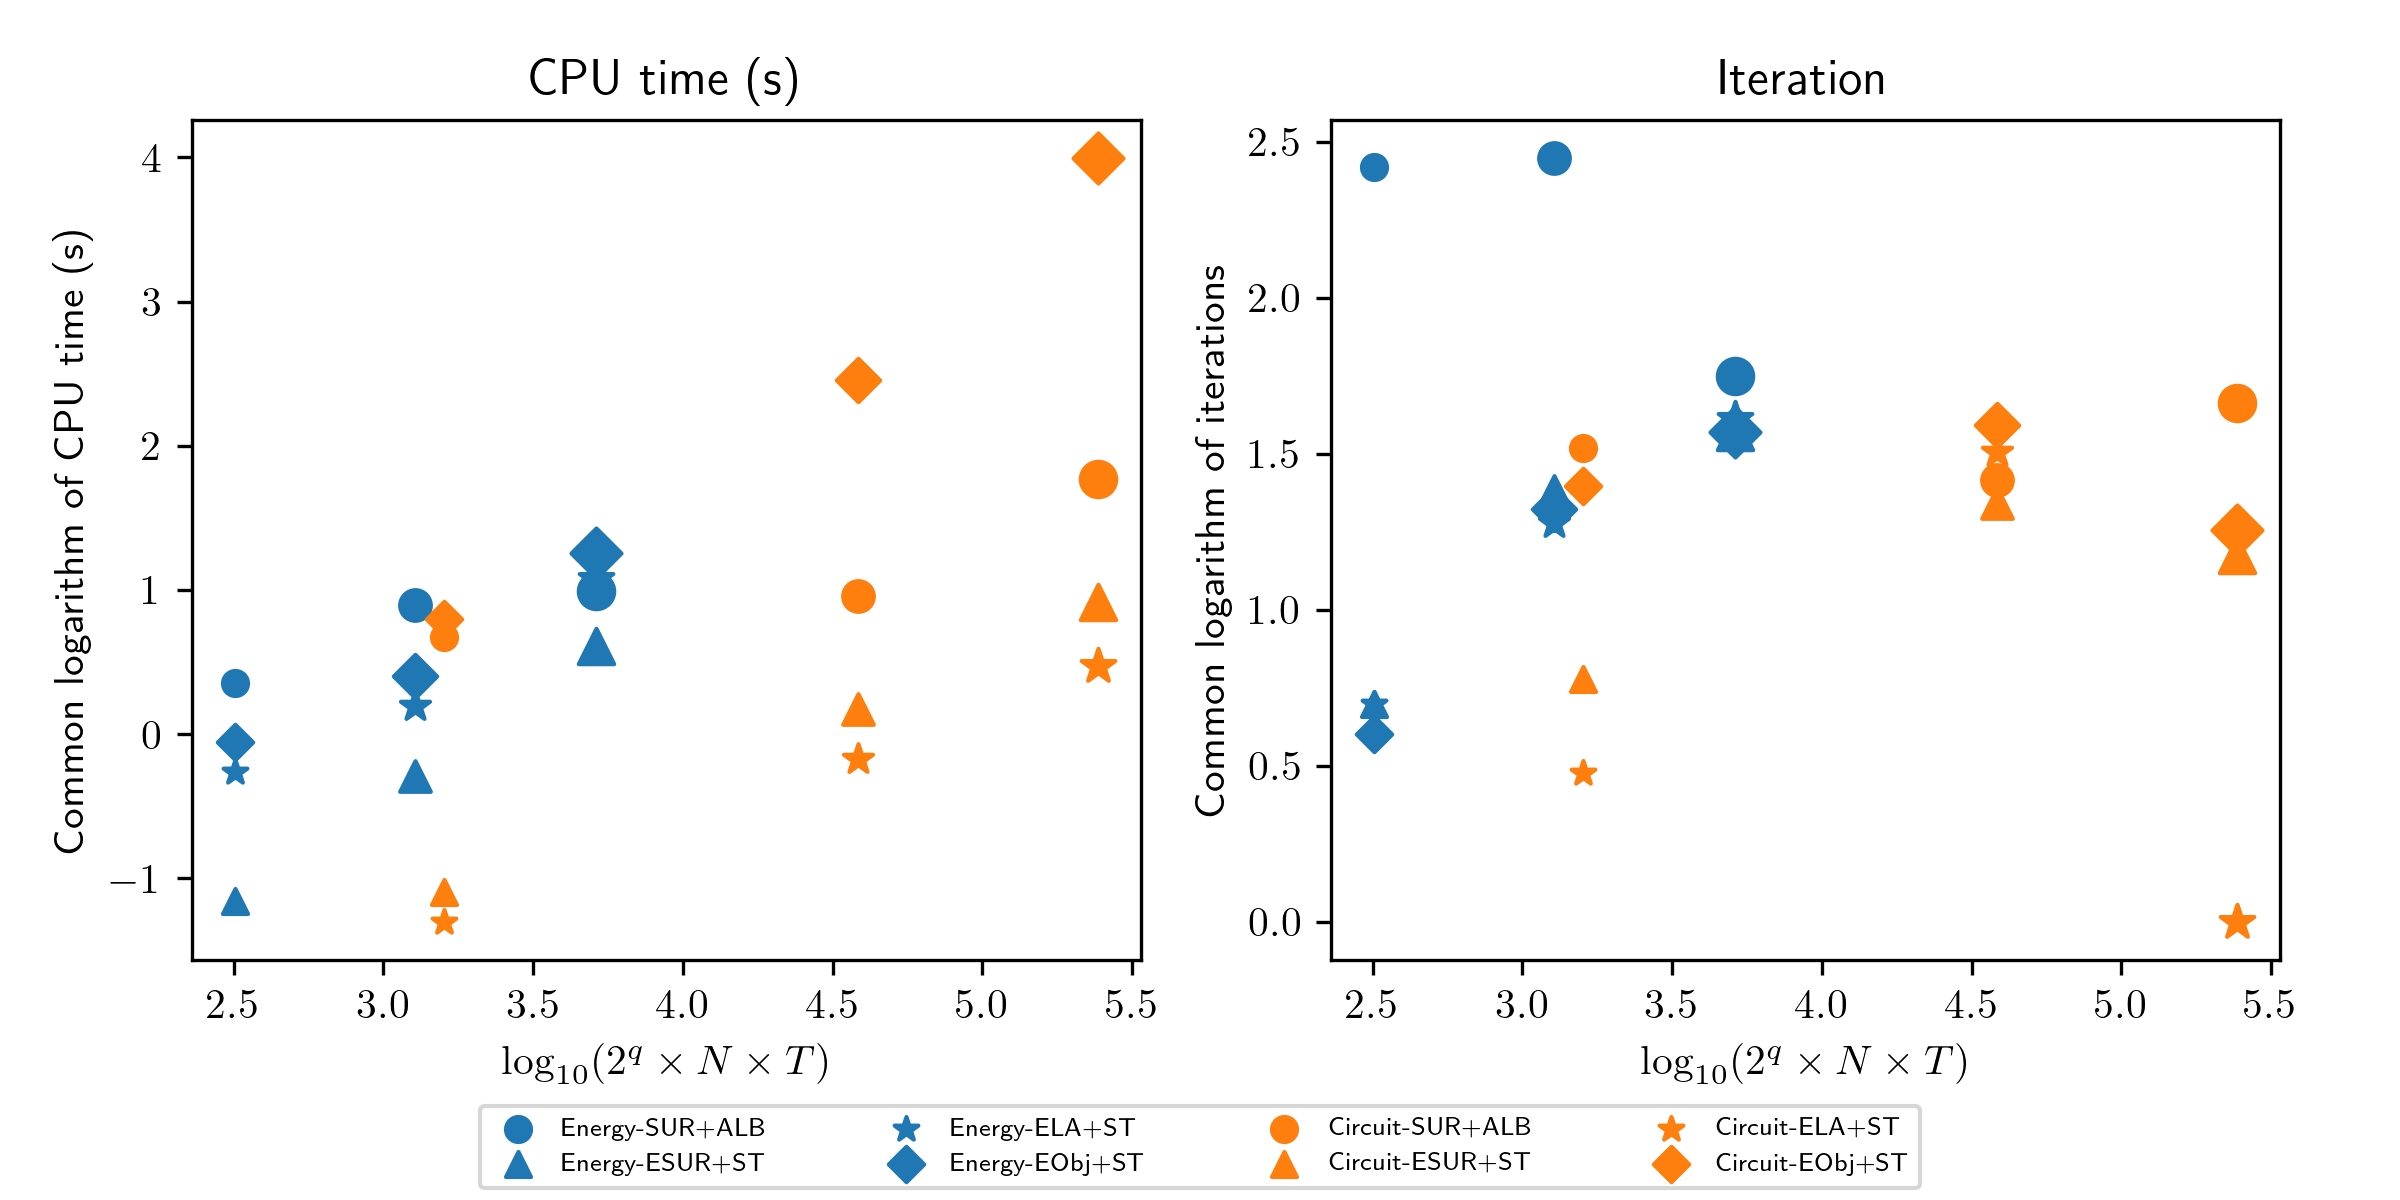 CPU time (s)
Common logarithm of CPU time (s)
4
3
2
1
0
−1
2.5 3.0 3.5 4.0 4.5 5.0 5.5
log₁₀(2^q × N × T)
Iteration
Common logarithm of iterations
2.5
2.0
1.5
1.0
0.5
0.0
2.5 3.0 3.5 4.0 4.5 5.0 5.5
log₁₀(2^q × N × T)
Energy-SUR+ALB Energy-ELA+ST Circuit-SUR+ALB Circuit-ELA+ST
Energy-ESUR+ST Energy-EObj+ST Circuit-ESUR+ST Circuit-EObj+ST